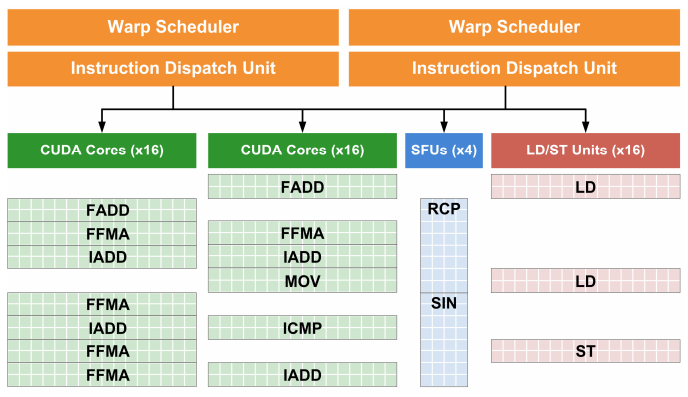 Warp Scheduler Warp Scheduler
Instruction Dispatch Unit Instruction Dispatch Unit
CUDA Cores (x16) CUDA Cores (x16) SFUs (x4) LD/ST Units (x16)
FADD LD
FADD RCP
FFMA FFMA
IADD IADD
MOV LD
FFMA SIN
IADD ICMP
FFMA ST
FFMA IADD